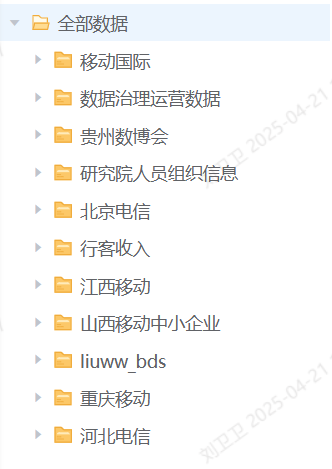 全部数据
移动国际
数据治理运营数据
贵州数博会
研究院人员组织信息
北京电信
行客收入
江西移动
山西移动中小企业
liuww_bds
重庆移动
河北电信
刘卫卫 2025-04-21
刘卫卫 2025-04-21